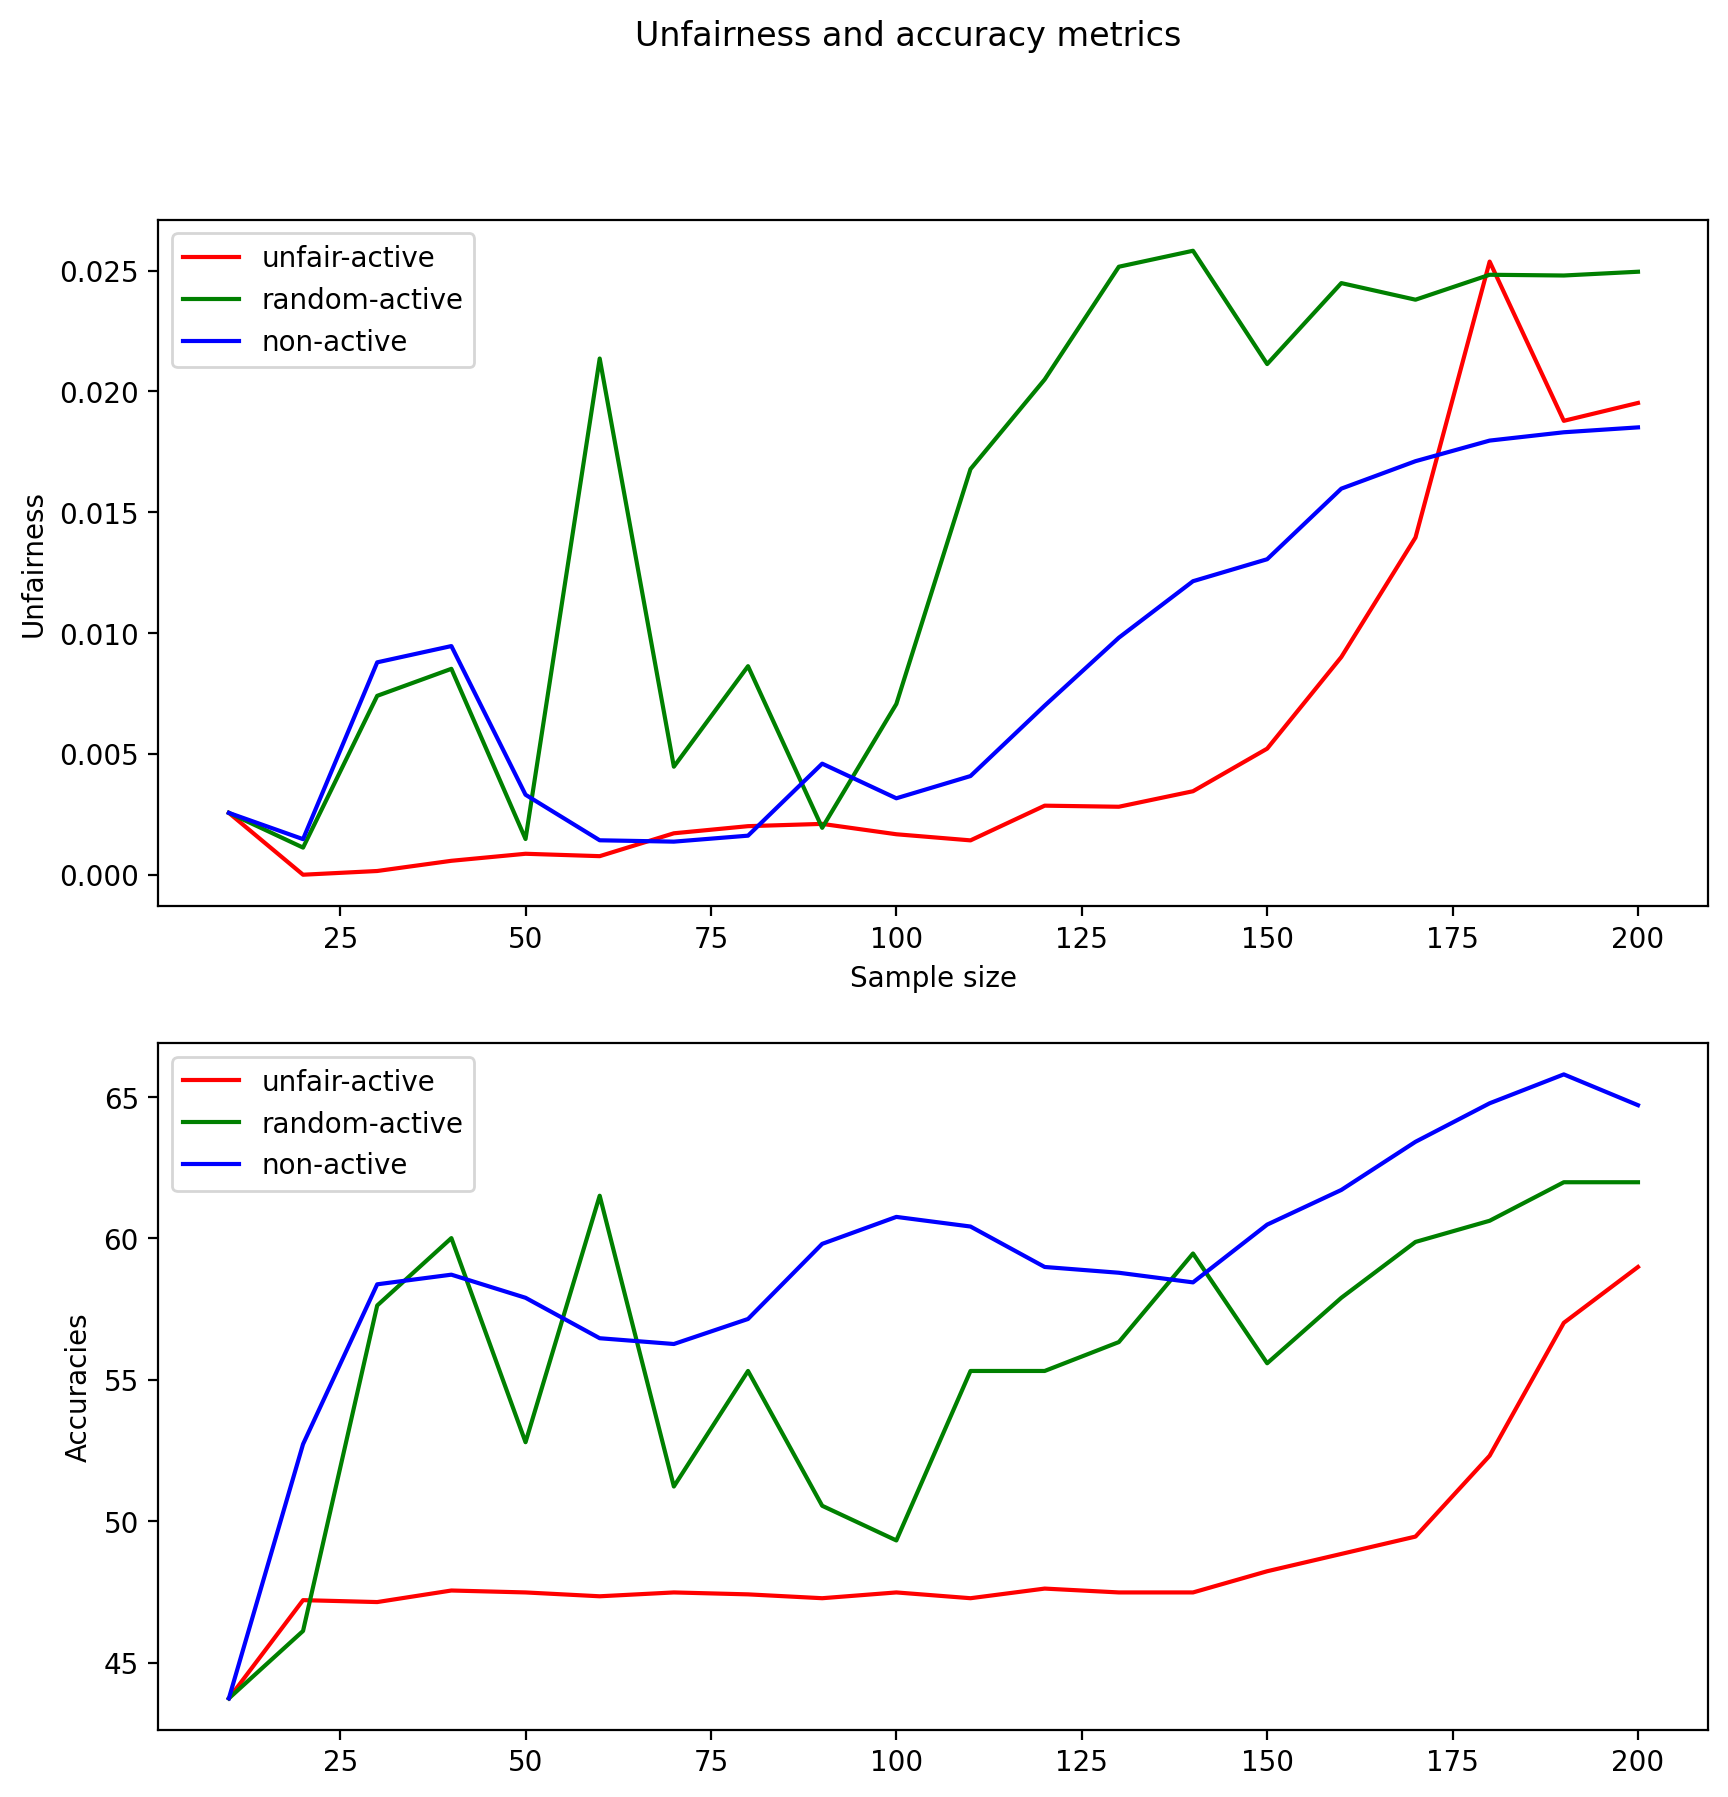 Unfairness and accuracy metrics
unfair-active
random-active
non-active
0.025
0.020
0.015
0.010
0.005
0.000
Unfairness
25 50 75 100 125 150 175 200
Sample size
unfair-active
random-active
non-active
65
60
55
50
45
Accuracies
25 50 75 100 125 150 175 200